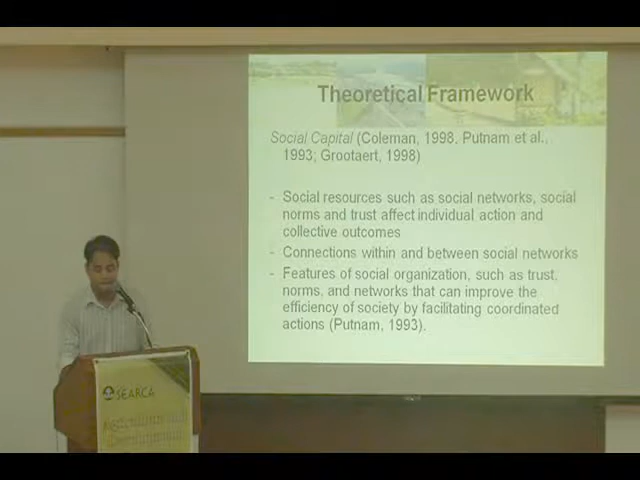 Theoretical Framework
Social Capital (Coleman, 1998, Putnam et al.,
1993; Grootaert, 1998)
- Social resources such as social networks, social
norms and trust affect individual action and
collective outcomes
- Connections within and between social networks
- Features of social organization, such as trust,
norms, and networks that can improve the
efficiency of society by facilitating coordinated
actions (Putnam, 1993).
SEARCA